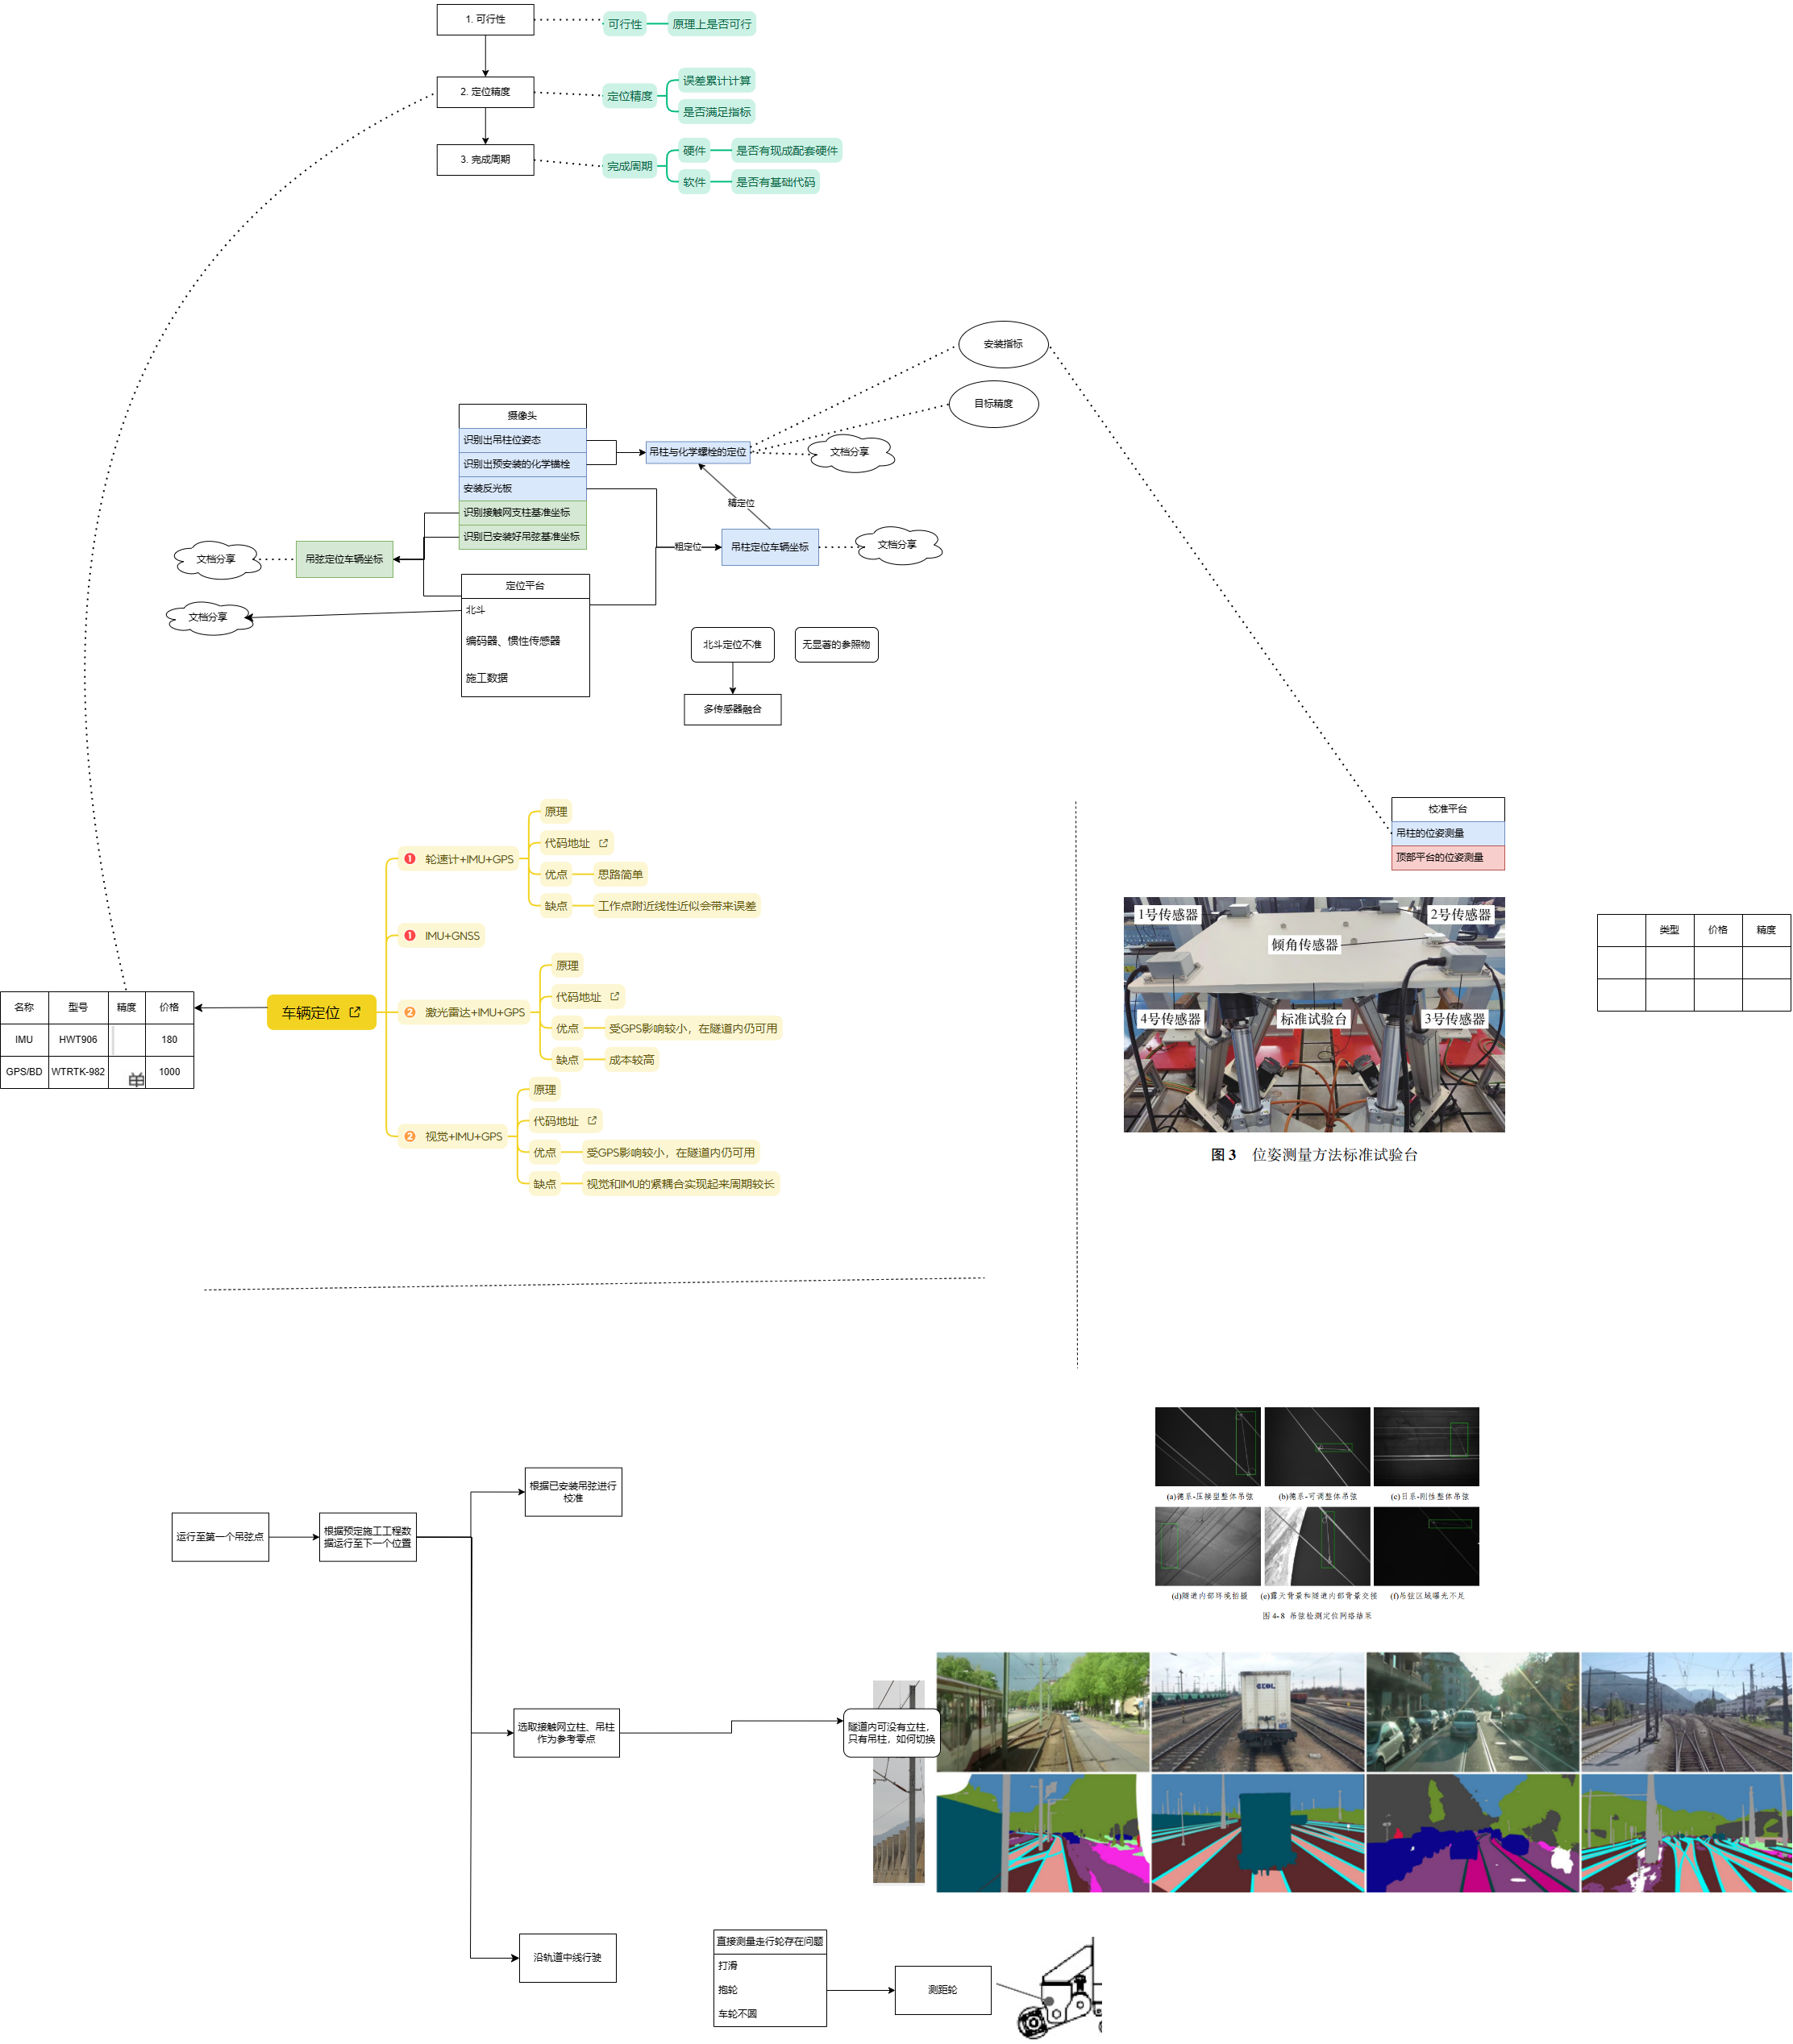 1. 可行性
可行性
原理上是否可行
2. 定位精度
定位精度
误差累计计算
是否满足指标
3. 完成周期
完成周期
硬件
是否有现成配套硬件
软件
是否有基础代码
安装指标
目标精度
摄像头
识别出吊柱位姿态
识别出预安装的化学锚栓
安装反光板
识别接触网支柱基准坐标
识别已安装好吊弦基准坐标
吊柱与化学螺栓的定位
文档分享
精定位
粗定位
吊柱定位车辆坐标
文档分享
文档分享
吊弦定位车辆坐标
文档分享
定位平台
北斗
编码器、惯性传感器
施工数据
北斗定位不准
无显著的参照物
多传感器融合
车辆定位
轮速计+IMU+GPS
原理
代码地址
优点
思路简单
缺点
工作点附近线性近似会带来误差
IMU+GNSS
激光雷达+IMU+GPS
原理
代码地址
优点
受GPS影响较小，在隧道内仍可用
缺点
成本较高
视觉+IMU+GPS
原理
代码地址
优点
受GPS影响较小，在隧道内仍可用
缺点
视觉和IMU的紧耦合实现起来周期较长
1
1
2
2
名称 型号 精度 价格
IMU HWT906 180
GPS/BD WTRTK-982 单 1000
校准平台
吊柱的位姿测量
顶部平台的位姿测量
1号传感器
2号传感器
倾角传感器
4号传感器
标准试验台
3号传感器
图 3 位姿测量方法标准试验台
类型 价格 精度
(a)德系-压接型整体吊弦
(b)德系-可调整体吊弦
(c)日系-刚性整体吊弦
(d)隧道内部环境拍摄
(e)露天背景和隧道内部背景交接
(f)吊弦区域曝光不足
图 4-8 吊弦检测定位网络结果
运行至第一个吊弦点
根据预定施工工程数
据运行至下一个位置
根据已安装吊弦进行
校准
选取接触网立柱、吊柱
作为参考零点
隧道内可没有立柱，
只有吊柱，如何切换
沿轨道中线行驶
直接测量走行轮存在问题
打滑
抱轮
车轮不圆
测距轮